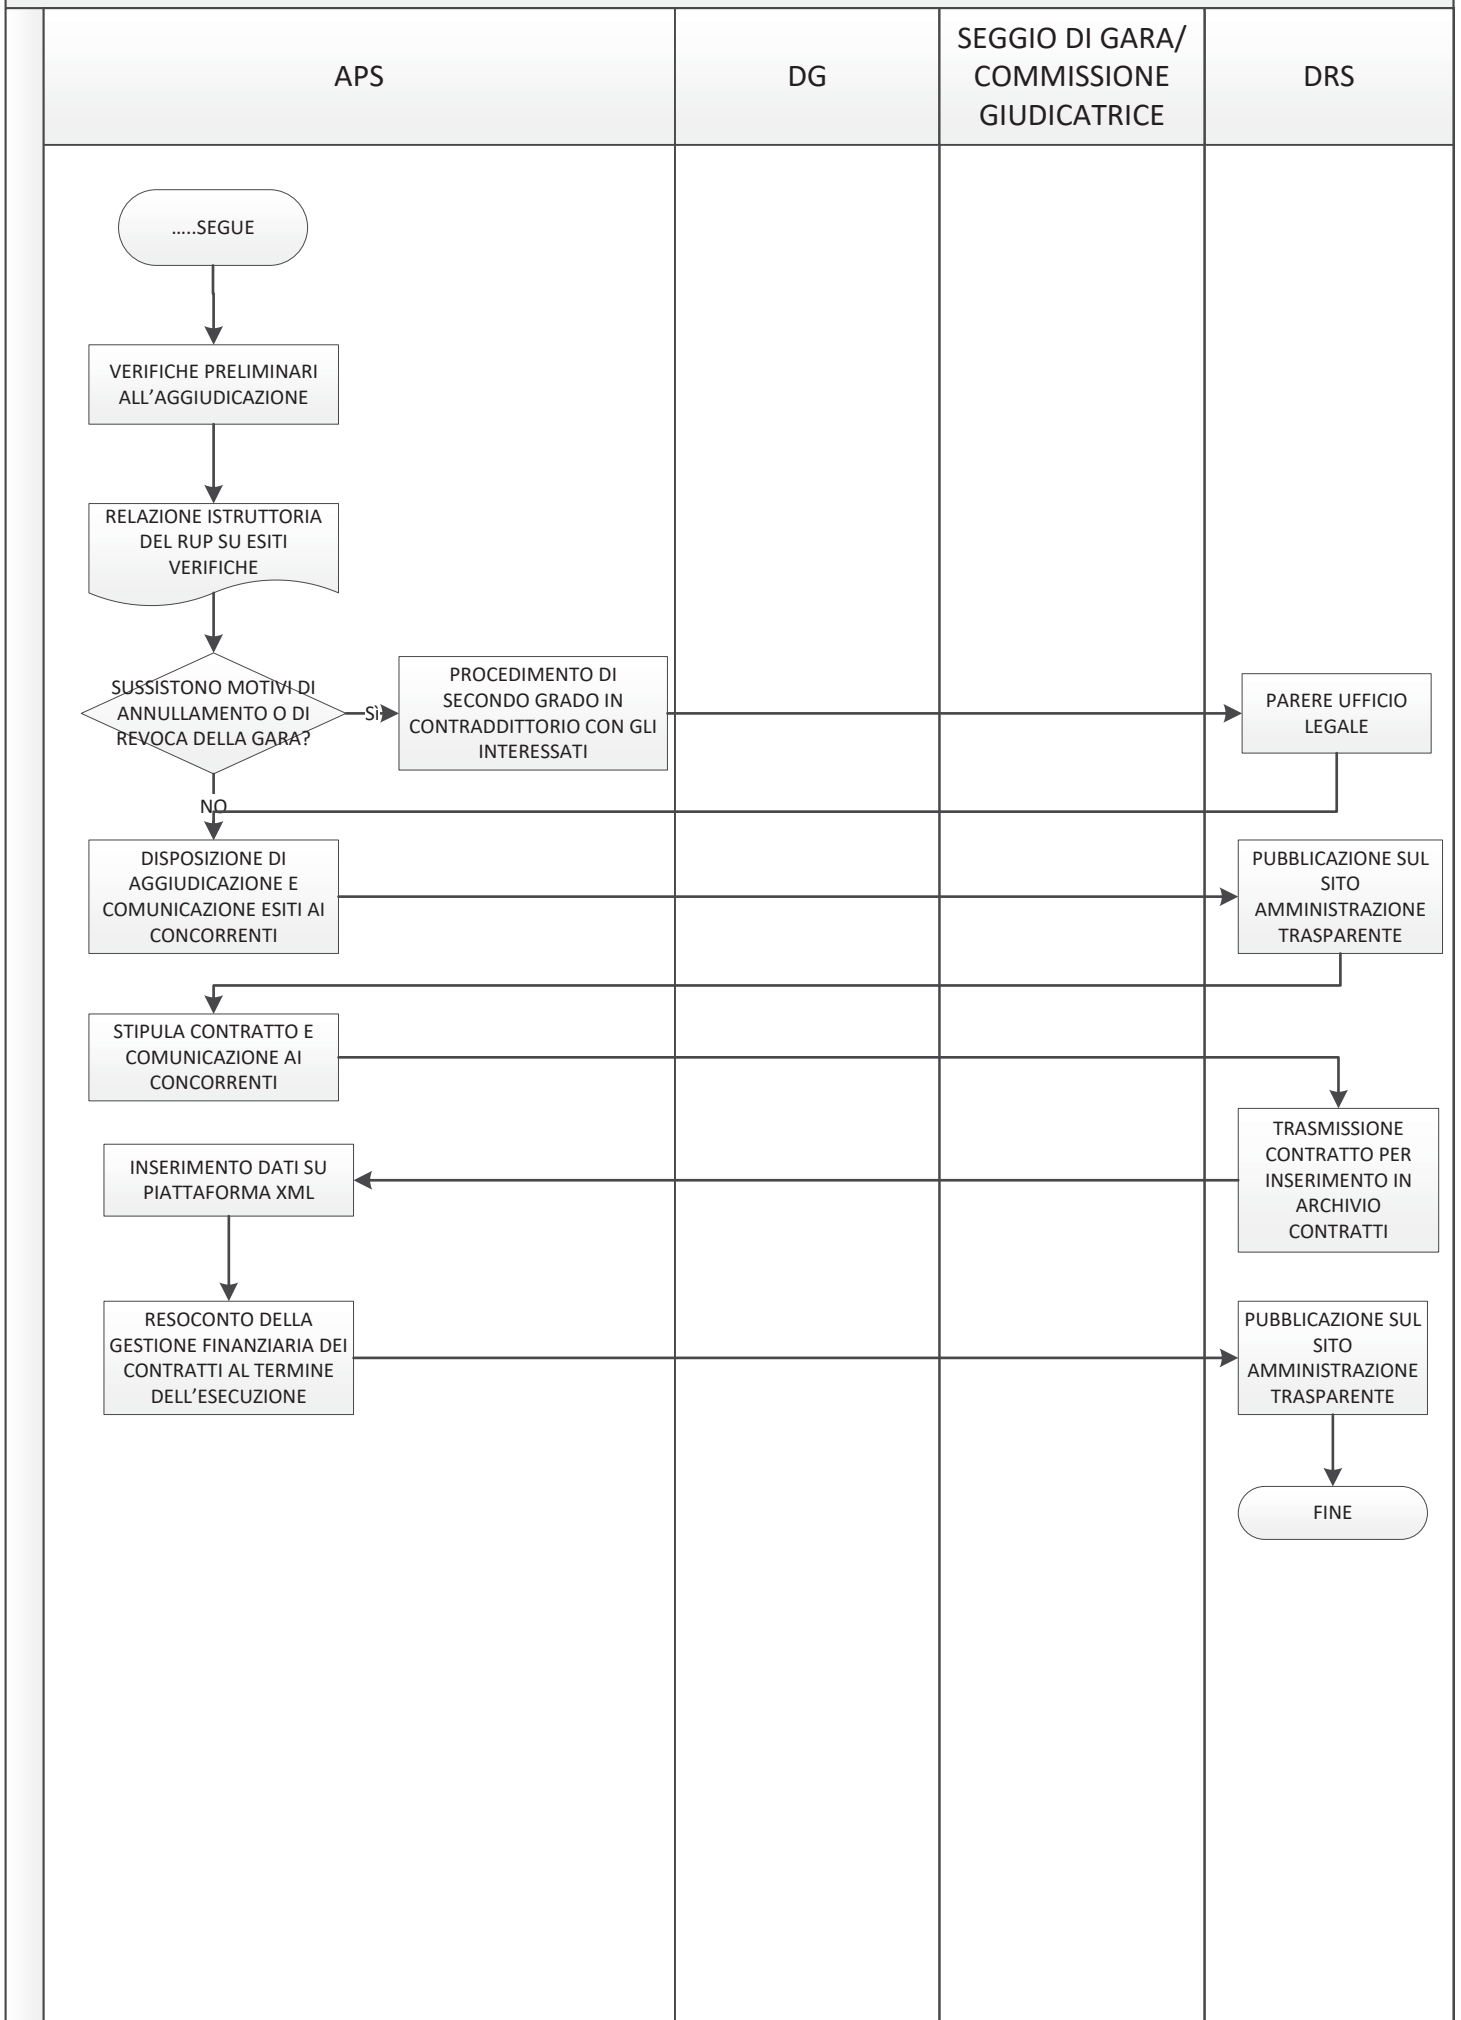 APS
DG
SEGGIO DI GARA/
COMMISSIONE
GIUDICATRICE
DRS
.....SEGUE
VERIFICHE PRELIMINARI
ALL’AGGIUDICAZIONE
RELAZIONE ISTRUTTORIA
DEL RUP SU ESITI
VERIFICHE
SUSSISTONO MOTIVI DI
ANNULLAMENTO O DI
REVOCA DELLA GARA?
Sì
PROCEDIMENTO DI
SECONDO GRADO IN
CONTRADDITTORIO CON GLI
INTERESSATI
PARERE UFFICIO
LEGALE
NO
DISPOSIZIONE DI
AGGIUDICAZIONE E
COMUNICAZIONE ESITI AI
CONCORRENTI
PUBBLICAZIONE SUL
SITO
AMMINISTRAZIONE
TRASPARENTE
STIPULA CONTRATTO E
COMUNICAZIONE AI
CONCORRENTI
TRASMISSIONE
CONTRATTO PER
INSERIMENTO IN
ARCHIVIO
CONTRATTI
INSERIMENTO DATI SU
PIATTAFORMA XML
RESOCONTO DELLA
GESTIONE FINANZIARIA DEI
CONTRATTI AL TERMINE
DELL’ESECUZIONE
PUBBLICAZIONE SUL
SITO
AMMINISTRAZIONE
TRASPARENTE
FINE